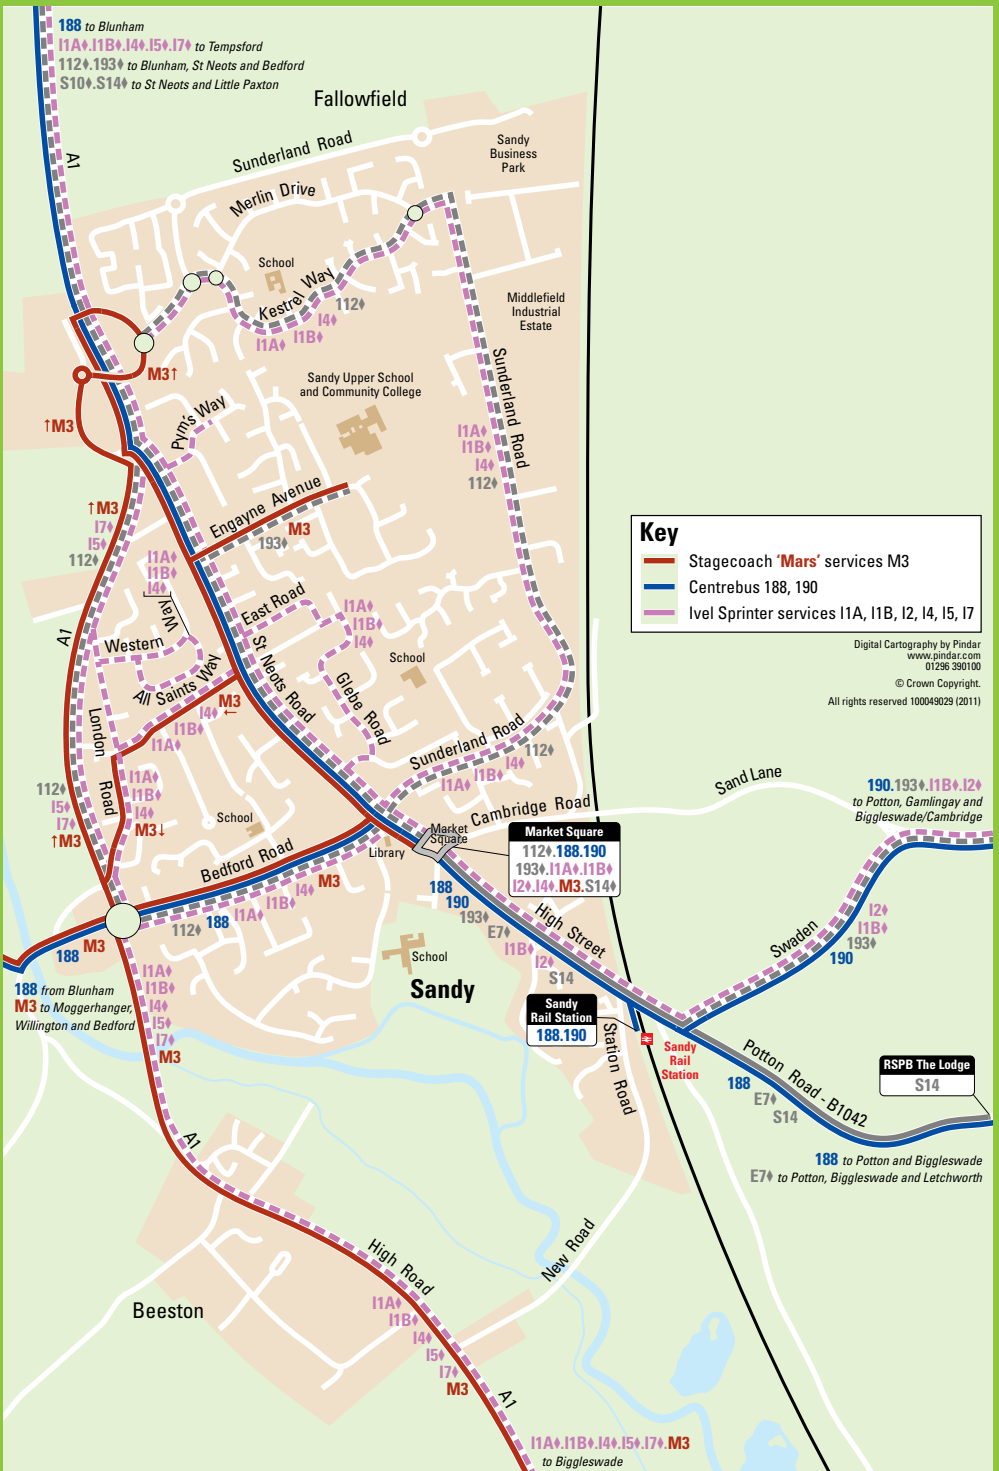 188 to Blunham
I1A♦.I1B♦.I4♦.I5♦.I7♦ to Tempsford
112♦.193♦ to Blunham, St Neots and Bedford
S10♦.S14♦ to St Neots and Little Paxton
Fallowfield
A1
Sunderland Road
Sandy
Business
Park
Merlin Drive
School
Kestrel Way
112♦
I4♦
I1B♦
I1A♦
Middlefield
Industrial
Estate
M3↑
Sandy Upper School
and Community College
Sunderland Road
Pym's Way
↑M3
I1A♦
I1B♦
I4♦
112♦
Engayne Avenue
M3
193♦
↑M3
I7♦
I5♦
112♦
Key
Stagecoach 'Mars' services M3
Centrebus 188, 190
Ivel Sprinter services I1A, I1B, I2, I4, I5, I7
Digital Cartography by Pindar
www.pindar.com
01296 390100
© Crown Copyright.
All rights reserved 100049029 (2011)
I1A♦
I1B♦
I4♦
Way
East Road
I1A♦
I1B♦
I4♦
A1
Western
St Neots Road
School
All Saints Way
Glebe Road
M3
←
I4♦
I1B♦
I1A♦
London
Road
Sunderland Road
112♦
I4♦
I1B♦
I1A♦
I1A♦
I1B♦
I4♦
M3↓
112♦
I5♦
I7♦
↑M3
School
Sand Lane
190.193♦.I1B♦.I2♦
to Potton, Gamlingay and
Biggleswade/Cambridge
Cambridge Road
Market
Square
Library
Market Square
112♦.188.190
193♦.I1A♦.I1B♦
I2♦.I4♦.M3.S14♦
Bedford Road
M3
I4♦
I1B♦
I1A♦
188
112♦
188
190
193♦
E7♦
I1B♦
I2♦
S14
High Street
Swaden
I2♦
I1B♦
193♦
190
M3
188
School
Sandy
188 from Blunham
M3 to Moggerhanger,
Willington and Bedford
I1A♦
I1B♦
I4♦
I5♦
I7♦
M3
Sandy
Rail Station
188.190
Station Road
Sandy
Rail
Station
Potton Road - B1042
RSPB The Lodge
S14
188
E7♦
S14
188 to Potton and Biggleswade
E7♦ to Potton, Biggleswade and Letchworth
A1
High Road
New Road
Beeston
I1A♦
I1B♦
I4♦
I5♦
I7♦
M3
A1
I1A♦.I1B♦.I4♦.I5♦.I7♦.M3
to Biggleswade